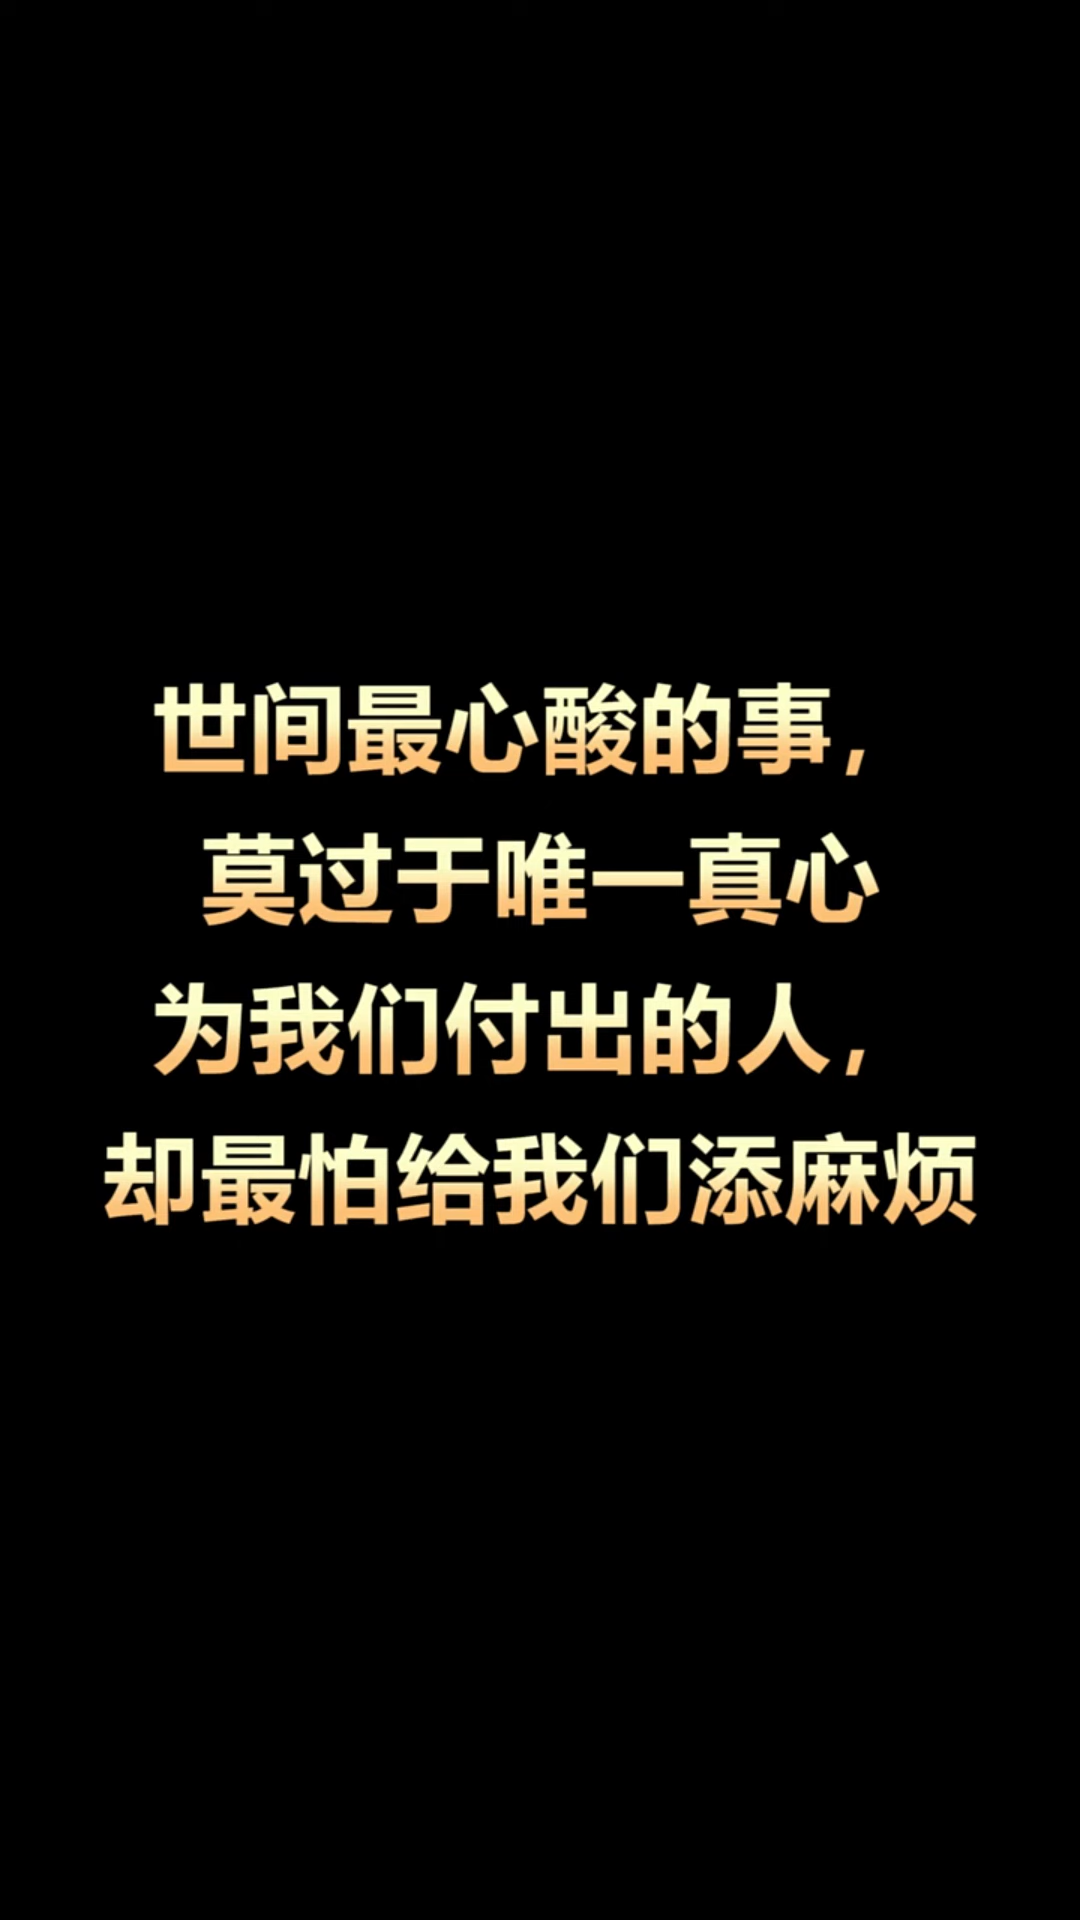 世间最心酸的事，
莫过于唯一真心
为我们付出的人，
却最怕给我们添麻烦